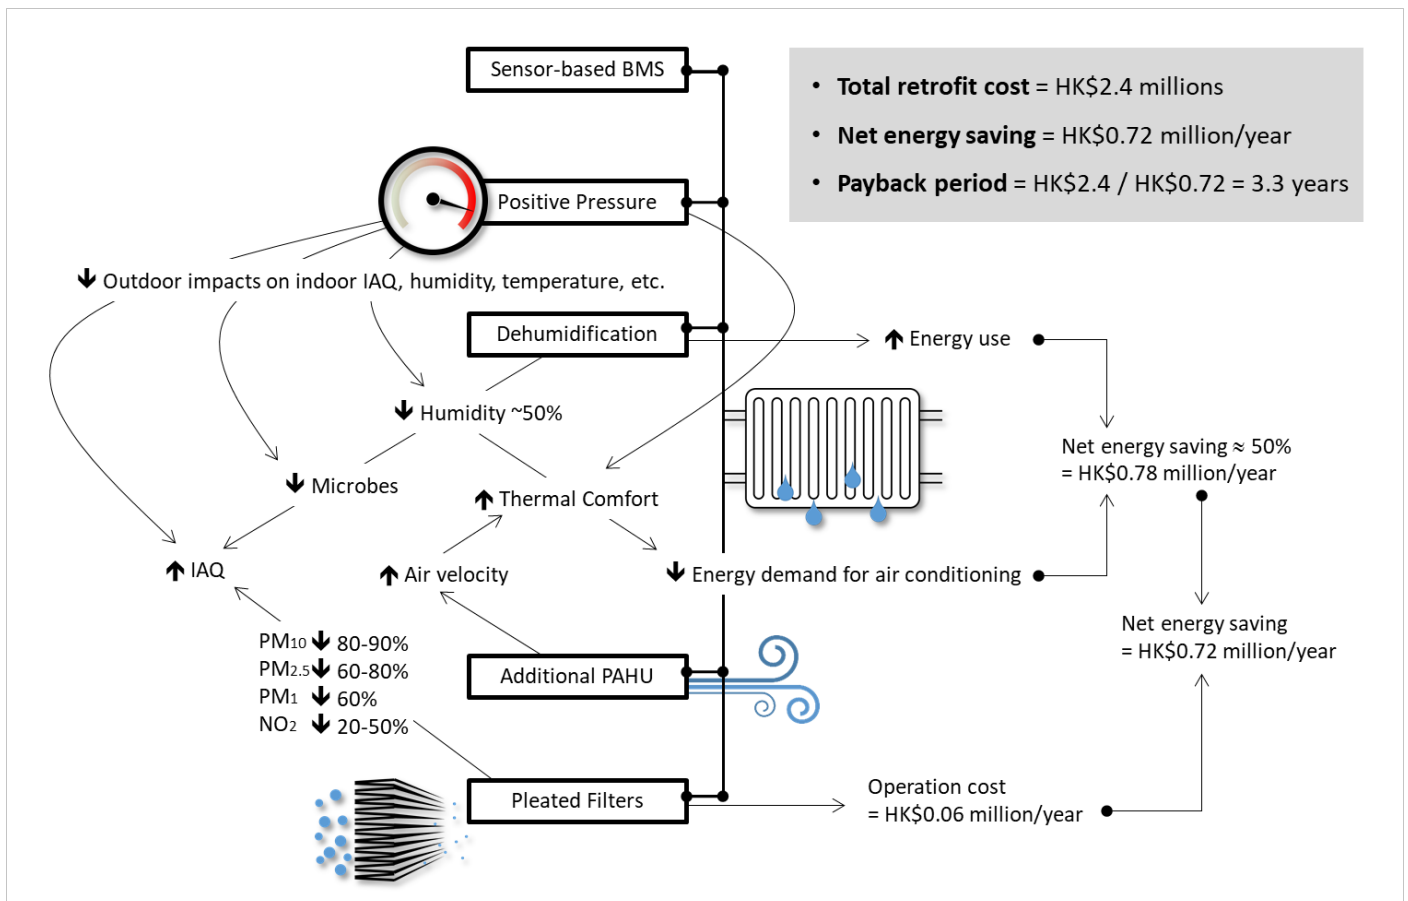 Sensor-based BMS
• Total retrofit cost = HK$2.4 millions
• Net energy saving = HK$0.72 million/year
• Payback period = HK$2.4 / HK$0.72 = 3.3 years
Positive Pressure
🡇 Outdoor impacts on indoor IAQ, humidity, temperature, etc.
Dehumidification
🡅 Energy use
🡇 Humidity ~50%
Net energy saving ≈ 50%
= HK$0.78 million/year
🡇 Microbes
🡅 Thermal Comfort
🡅 IAQ
🡅 Air velocity
🡇 Energy demand for air conditioning
Net energy saving
= HK$0.72 million/year
PM10 🡇 80-90%
PM2.5 🡇 60-80%
PM1 🡇 60%
NO2 🡇 20-50%
Additional PAHU
Pleated Filters
Operation cost
= HK$0.06 million/year